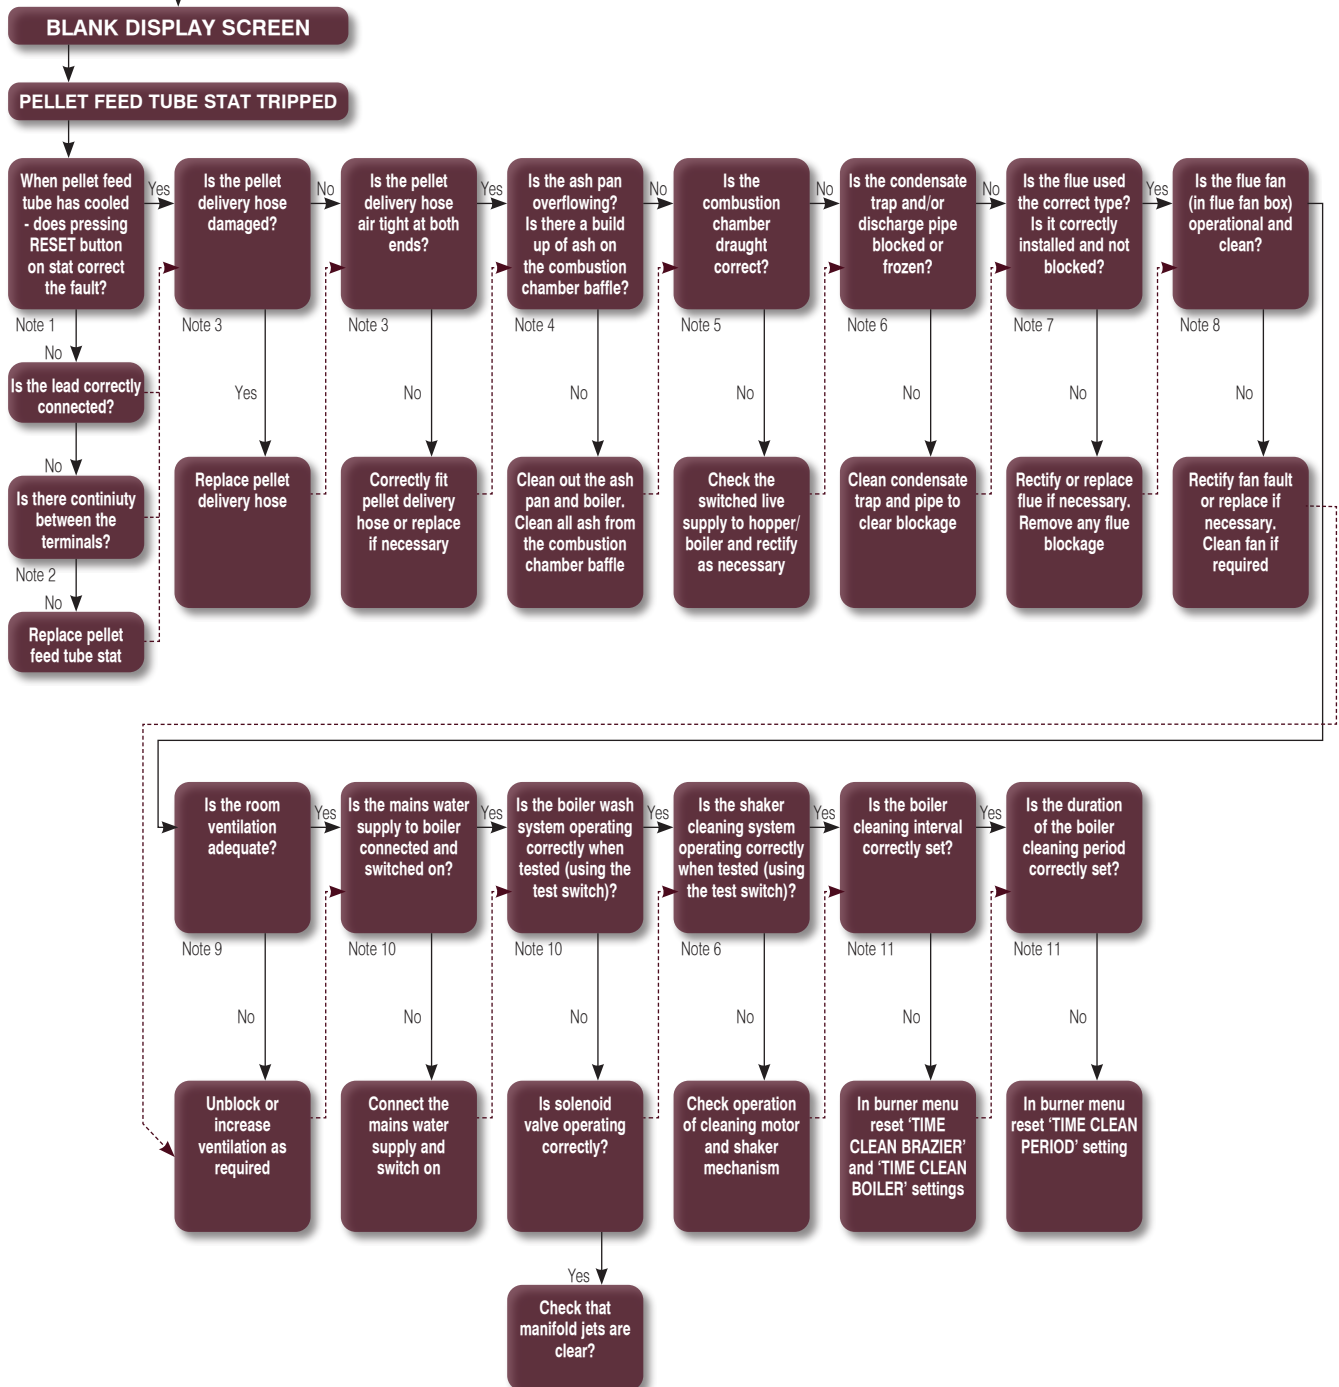 BLANK DISPLAY SCREEN
PELLET FEED TUBE STAT TRIPPED
When pellet feed
tube has cooled
- does pressing
RESET button
on stat correct
the fault?
Yes
Is the pellet
delivery hose
damaged?
No
Is the pellet
delivery hose
air tight at both
ends?
Yes
Is the ash pan
overflowing?
Is there a build
up of ash on
the combustion
chamber baffle?
No
Is the
combustion
chamber
draught
correct?
No
Is the condensate
trap and/or
discharge pipe
blocked or
frozen?
No
Is the flue used
the correct type?
Is it correctly
installed and not
blocked?
Yes
Is the flue fan
(in flue fan box)
operational and
clean?
Note 1
Note 3
Note 3
Note 4
Note 5
Note 6
Note 7
Note 8
No
Is the lead correctly
connected?
No
Is there continiuty
between the
terminals?
Note 2
No
Replace pellet
feed tube stat
Yes
Replace pellet
delivery hose
No
Correctly fit
pellet delivery
hose or replace
if necessary
No
Clean out the ash
pan and boiler.
Clean all ash from
the combustion
chamber baffle
No
Check the
switched live
supply to hopper/
boiler and rectify
as necessary
No
Clean condensate
trap and pipe to
clear blockage
No
Rectify or replace
flue if necessary.
Remove any flue
blockage
No
Rectify fan fault
or replace if
necessary.
Clean fan if
required
Is the room
ventilation
adequate?
Yes
Is the mains water
supply to boiler
connected and
switched on?
Yes
Is the boiler wash
system operating
correctly when
tested (using the
test switch)?
Yes
Is the shaker
cleaning system
operating correctly
when tested (using
the test switch)?
Yes
Is the boiler
cleaning interval
correctly set?
Yes
Is the duration
of the boiler
cleaning period
correctly set?
Note 9
Note 10
Note 10
Note 6
Note 11
Note 11
No
Unblock or
increase
ventilation as
required
No
Connect the
mains water
supply and
switch on
No
Is solenoid
valve operating
correctly?
Yes
Check that
manifold jets are
clear?
No
Check operation
of cleaning motor
and shaker
mechanism
No
In burner menu
reset ‘TIME
CLEAN BRAZIER’
and ‘TIME CLEAN
BOILER’ settings
No
In burner menu
reset ‘TIME CLEAN
PERIOD’ setting